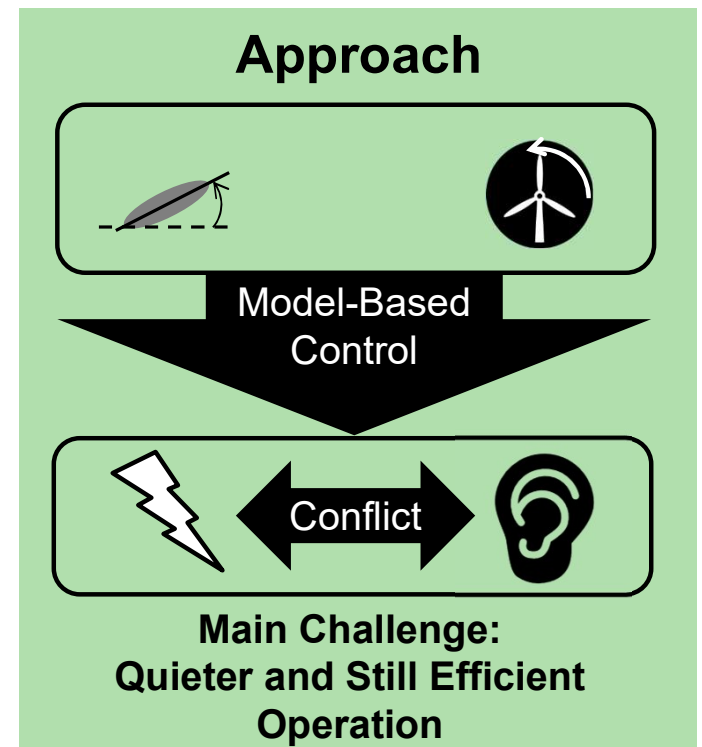 Approach
Model-Based
Control
Conflict
Main Challenge:
Quieter and Still Efficient
Operation